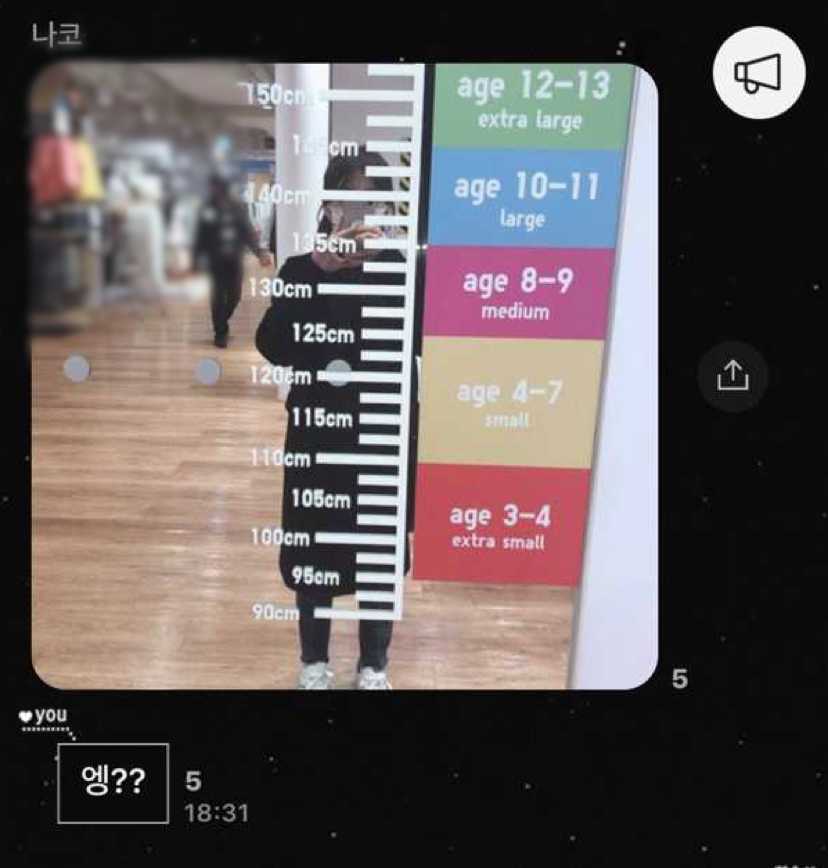 나코
150cm
age 12–13
extra large
140cm
age 10–11
large
135cm
130cm
age 8–9
medium
125cm
120cm
age 4–7
small
115cm
110cm
105cm
age 3–4
extra small
100cm
95cm
90cm
5
♥you
엥??
5
18:31